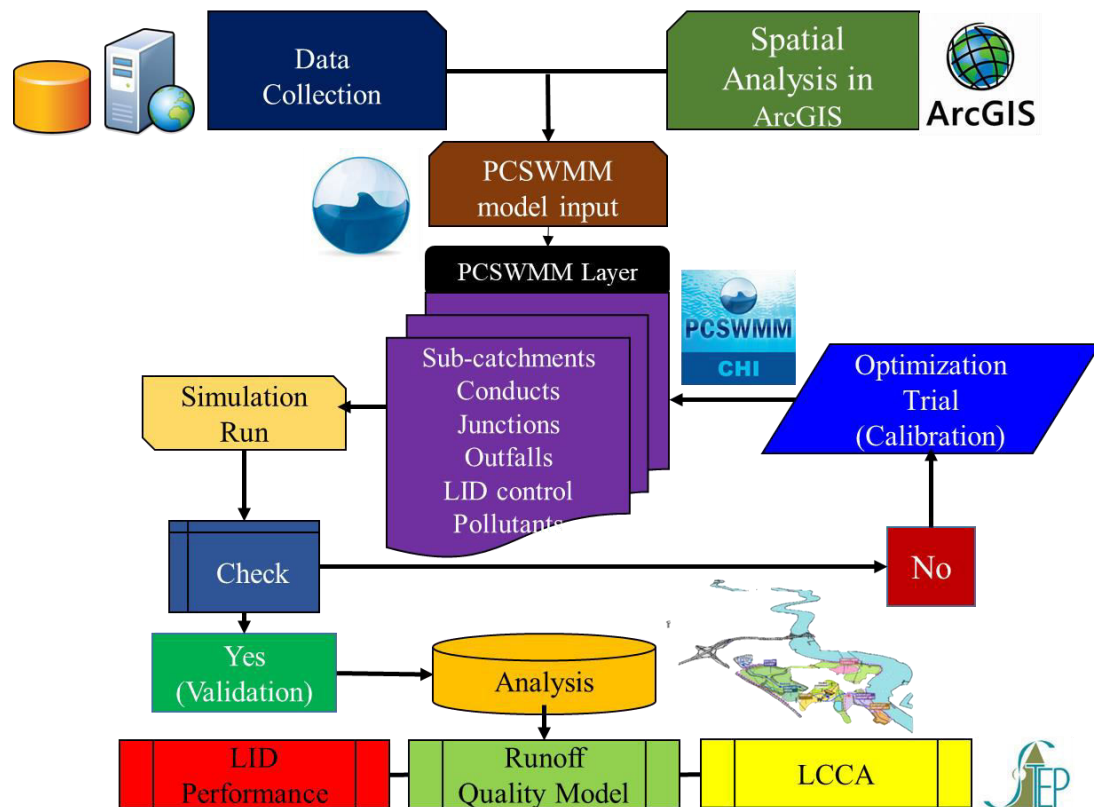 Data
Collection
Spatial
Analysis in
ArcGIS
ArcGIS
PCSWMM
model input
PCSWMM Layer
PCSWMM
CHI
Sub-catchments
Conducts
Junctions
Outfalls
LID control
Pollutants
Simulation
Run
Optimization
Trial
(Calibration)
Check
No
Yes
(Validation)
Analysis
LID
Performance
Runoff
Quality Model
LCCA
STEP